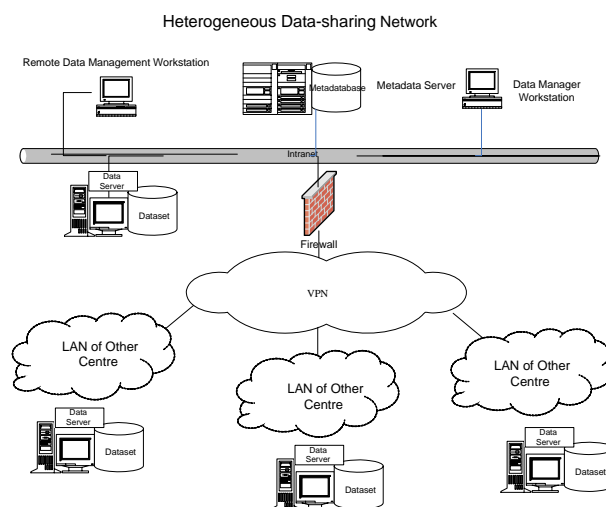 Heterogeneous Data-sharing Network
Remote Data Management Workstation
Metadatabase
Metadata Server
Data Manager
Workstation
Intranet
Data
Server
Dataset
Firewall
VPN
LAN of Other
Centre
LAN of Other
Centre
LAN of Other
Centre
Data
Server
Dataset
Data
Server
Dataset
Data
Server
Dataset